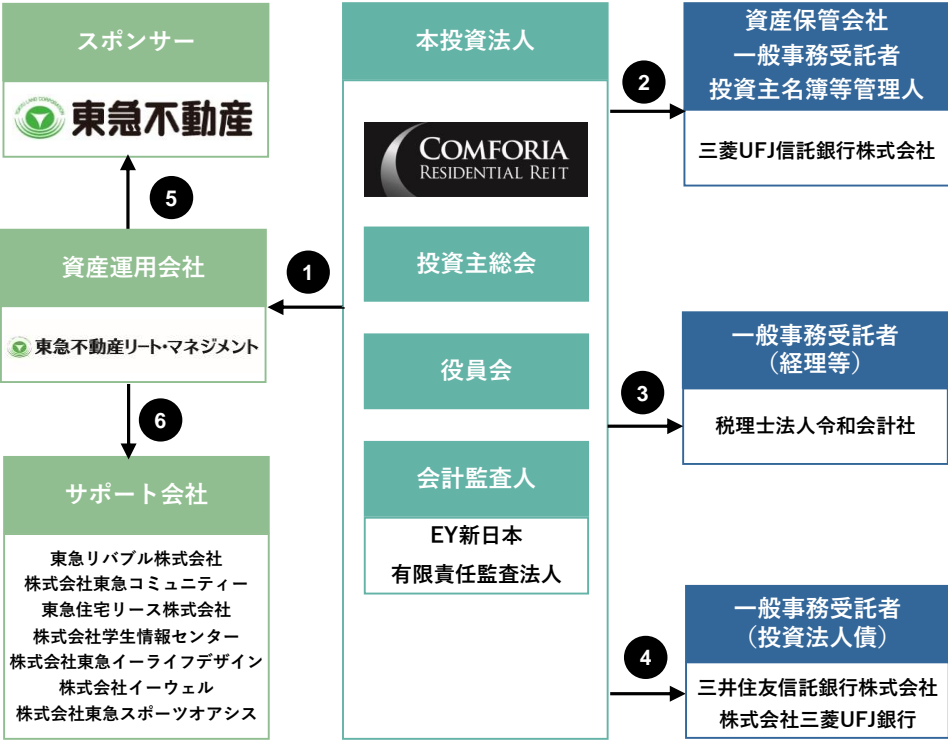 スポンサー
TOKYU LAND CORPORATION
東急不動産
5
資産運用会社
東急不動産リート・マネジメント
6
サポート会社
東急リバブル株式会社
株式会社東急コミュニティー
東急住宅リース株式会社
株式会社学生情報センター
株式会社東急イーライフデザイン
株式会社イーウェル
株式会社東急スポーツオアシス
1
本投資法人
COMFORIA
RESIDENTIAL REIT
投資主総会
役員会
会計監査人
EY新日本
有限責任監査法人
2
資産保管会社
一般事務受託者
投資主名簿等管理人
三菱UFJ信託銀行株式会社
3
一般事務受託者
（経理等）
税理士法人令和会計社
4
一般事務受託者
（投資法人債）
三井住友信託銀行株式会社
株式会社三菱UFJ銀行